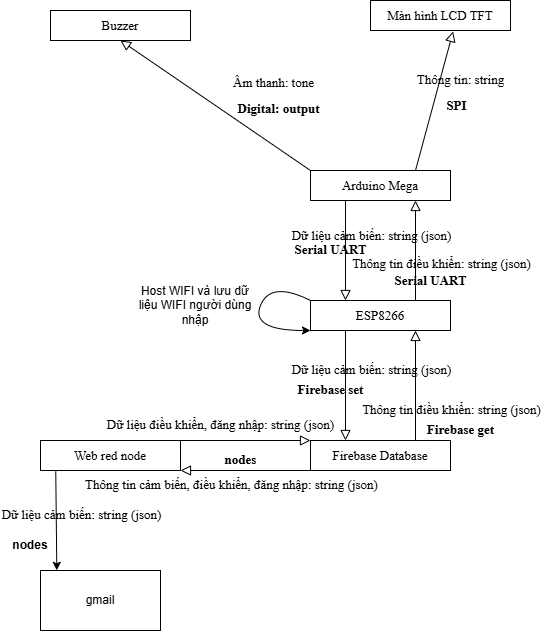 Buzzer
Màn hình LCD TFT
Âm thanh: tone
Digital: output
Thông tin: string
SPI
Arduino Mega
Dữ liệu cảm biến: string (json)
Serial UART
Thông tin điều khiển: string (json)
Serial UART
Host WIFI và lưu dữ
liệu WIFI người dùng
nhập
ESP8266
Dữ liệu cảm biến: string (json)
Firebase set
Thông tin điều khiển: string (json)
Firebase get
Dữ liệu điều khiển, đăng nhập: string (json)
Web red node
nodes
Firebase Database
Thông tin cảm biến, điều khiển, đăng nhập: string (json)
Dữ liệu cảm biến: string (json)
nodes
gmail